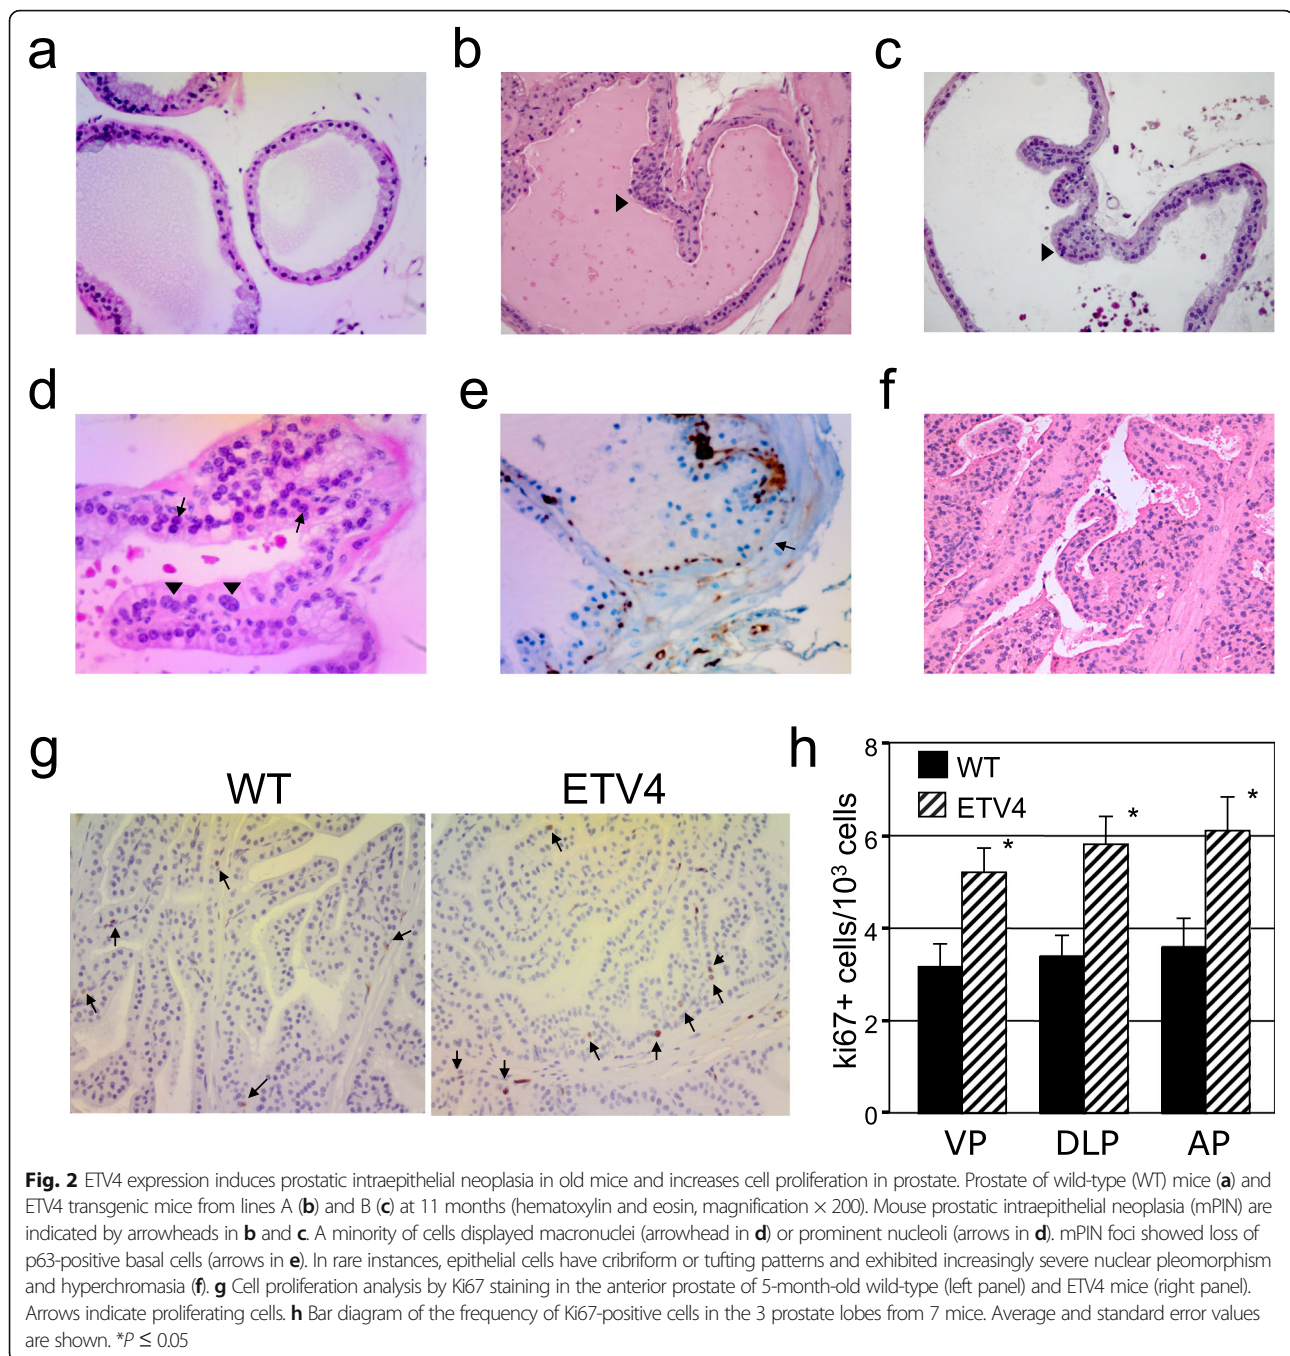 a
b
c
d
e
f
g
WT
ETV4
h
8
6
4
2
0
ki67+ cells/10³ cells
WT
ETV4
*
*
*
VP
DLP
AP
Fig. 2 ETV4 expression induces prostatic intraepithelial neoplasia in old mice and increases cell proliferation in prostate. Prostate of wild-type (WT) mice (a) and
ETV4 transgenic mice from lines A (b) and B (c) at 11 months (hematoxylin and eosin, magnification × 200). Mouse prostatic intraepithelial neoplasia (mPIN) are
indicated by arrowheads in b and c. A minority of cells displayed macronuclei (arrowhead in d) or prominent nucleoli (arrows in d). mPIN foci showed loss of
p63-positive basal cells (arrows in e). In rare instances, epithelial cells have cribriform or tufting patterns and exhibited increasingly severe nuclear pleomorphism
and hyperchromasia (f). g Cell proliferation analysis by Ki67 staining in the anterior prostate of 5-month-old wild-type (left panel) and ETV4 mice (right panel).
Arrows indicate proliferating cells. h Bar diagram of the frequency of Ki67-positive cells in the 3 prostate lobes from 7 mice. Average and standard error values
are shown. *P ≤ 0.05